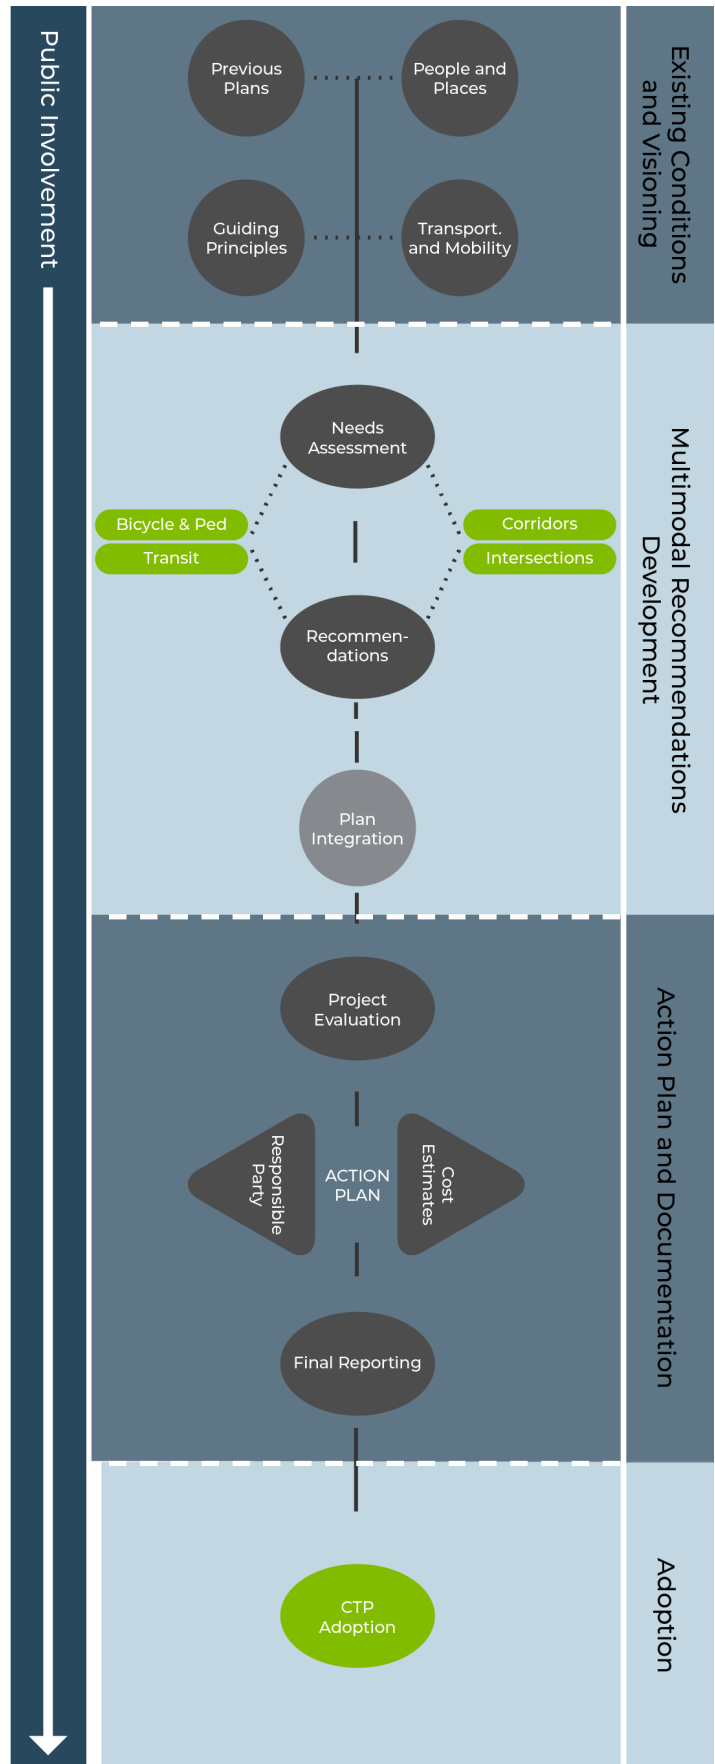 Public Involvement
Existing Conditions
and Visioning
Previous
Plans
People and
Places
Guiding
Principles
Transport.
and Mobility
Multimodal Recommendations
Development
Needs
Assessment
Bicycle & Ped
Transit
Corridors
Intersections
Recommen-
dations
Plan
Integration
Action Plan and Documentation
Project
Evaluation
Responsible
Party
ACTION
PLAN
Cost
Estimates
Final Reporting
Adoption
CTP
Adoption